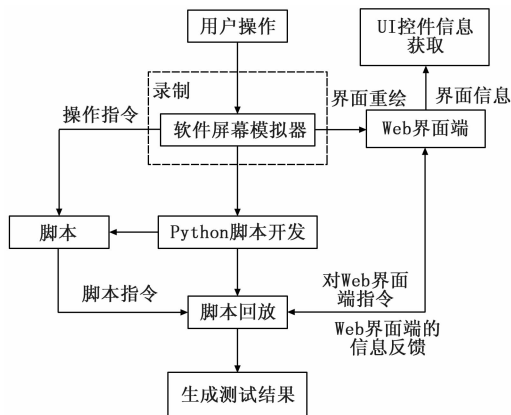 用户操作
UI控件信息
获取
录制
操作指令
界面重绘
界面信息
软件屏幕模拟器
Web界面端
脚本
Python脚本开发
脚本指令
对Web界面
端指令
脚本回放
Web界面端的
信息反馈
生成测试结果